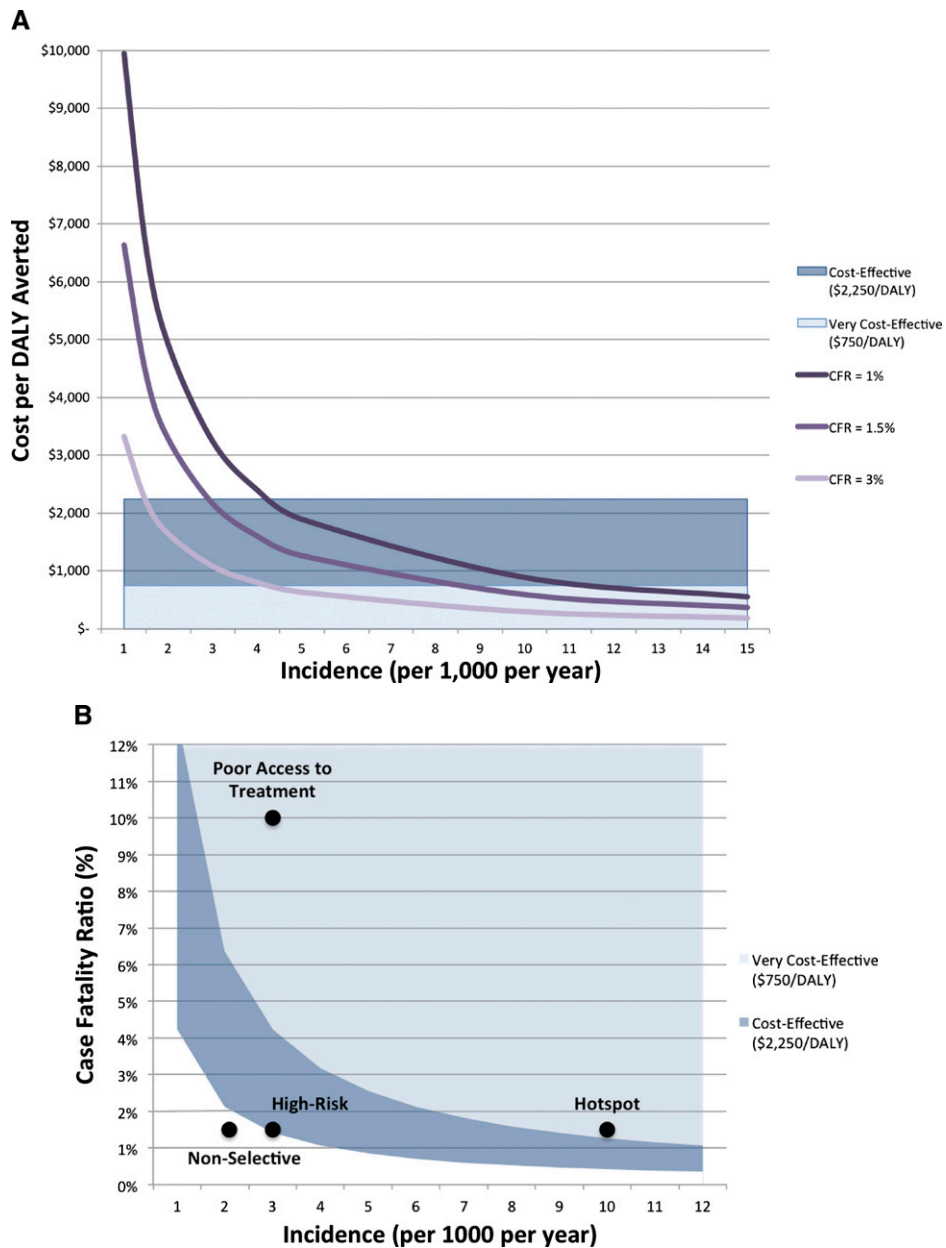 A
$10,000
$9,000
$8,000
$7,000
$6,000
$5,000
$4,000
$3,000
$2,000
$1,000
$-
Cost per DALY Averted
1 2 3 4 5 6 7 8 9 10 11 12 13 14 15
Incidence (per 1,000 per year)
Cost-Effective
($2,250/DALY)
Very Cost-Effective
($750/DALY)
CFR = 1%
CFR = 1.5%
CFR = 3%
B
12%
11%
10%
9%
8%
7%
6%
5%
4%
3%
2%
1%
0%
Case Fatality Ratio (%)
Poor Access to
Treatment
High-Risk
Hotspot
Non-Selective
1 2 3 4 5 6 7 8 9 10 11 12
Incidence (per 1000 per year)
Very Cost-Effective
($750/DALY)
Cost-Effective
($2,250/DALY)